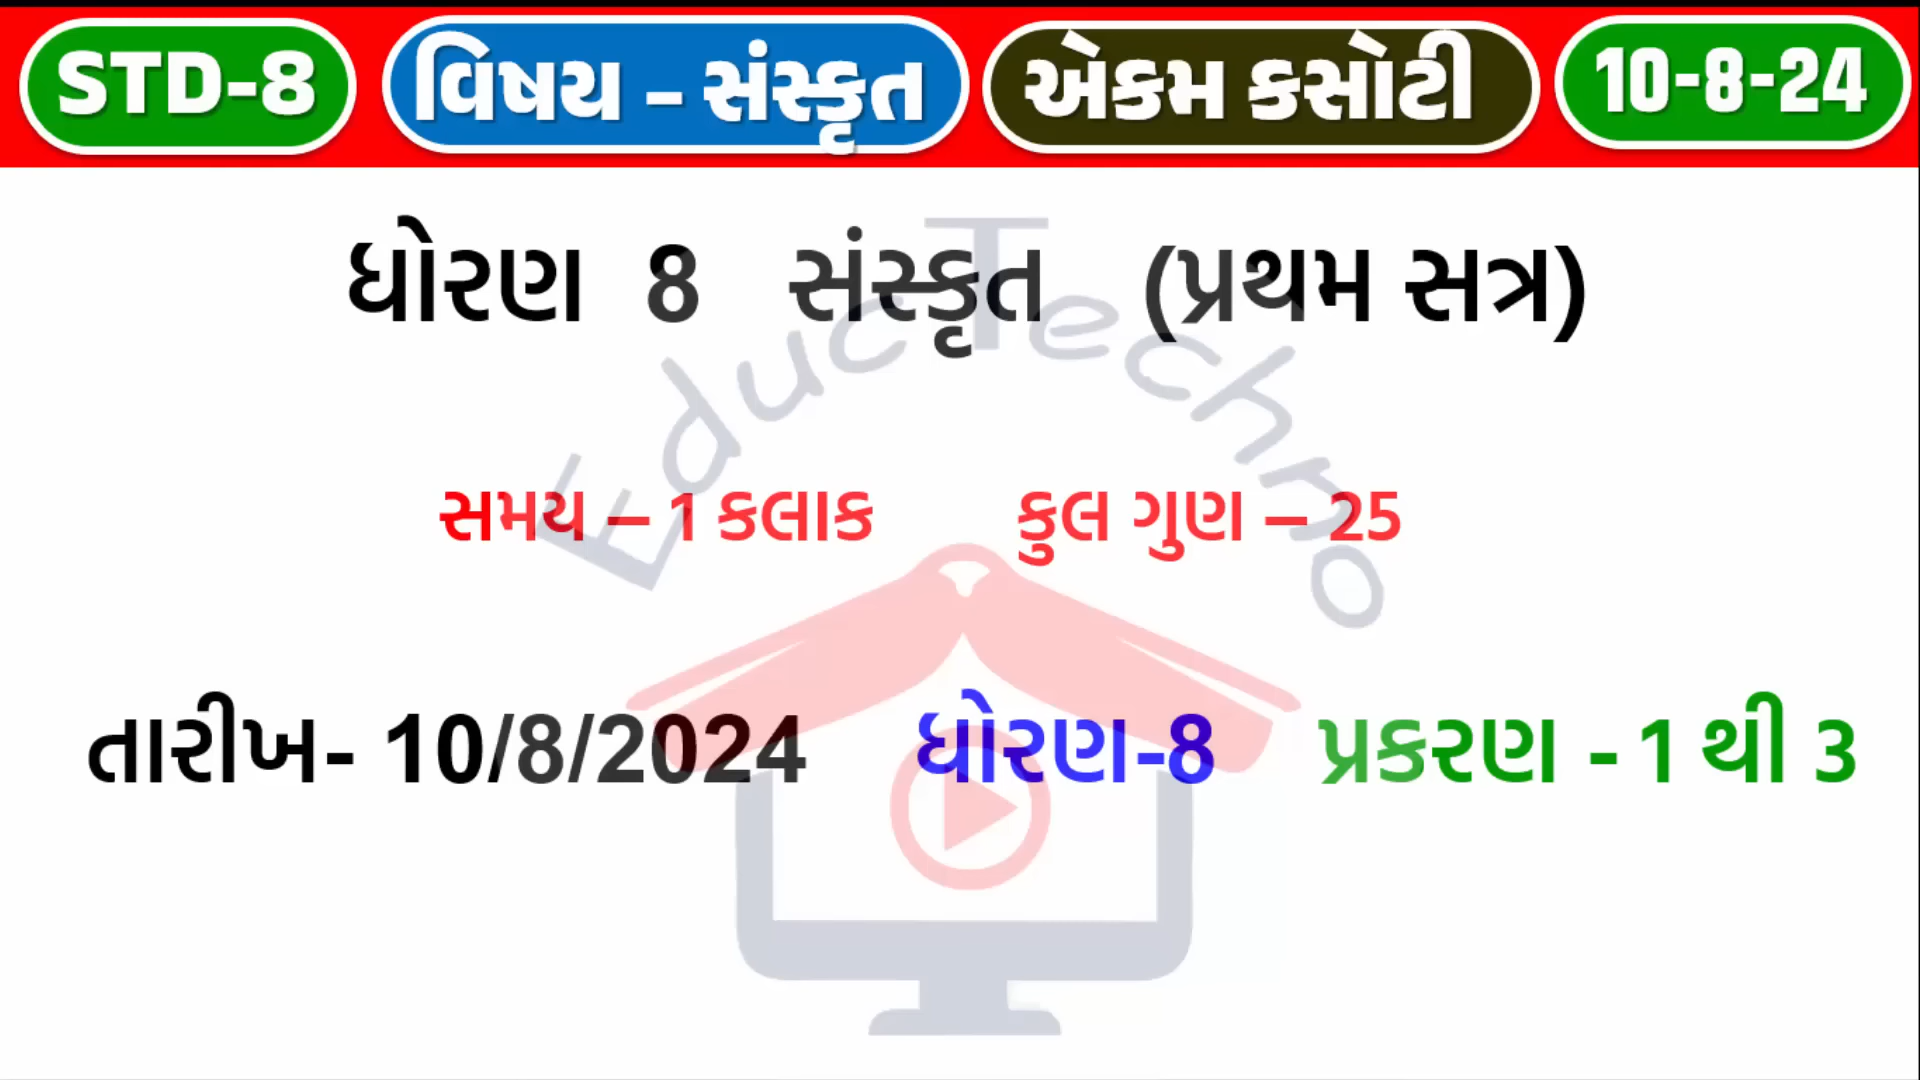 STD-8 વિષય – સંસ્કૃત એકમ કસોટી 10-8-24
ધોરણ 8 સંસ્કૃત (પ્રથમ સત્ર)
EducTechno
સમય – 1 કલાક કુલ ગુણ – 25
તારીખ- 10/8/2024 ધોરણ-8 પ્રકરણ - 1 થી 3